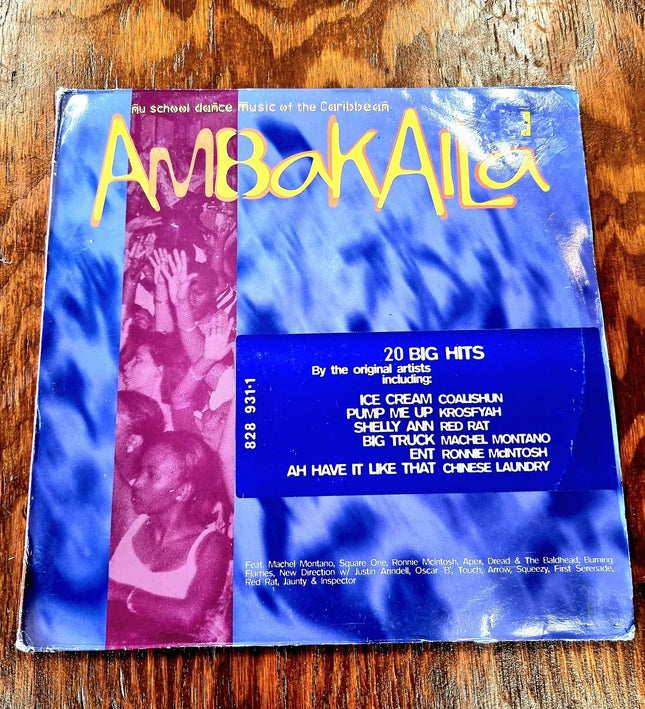 nu school dance music of the Caribbean
AMBAKAILA
1
20 BIG HITS
By the original artists
including:
ICE CREAM COALISHUN
PUMP ME UP KROSFYAH
SHELLY ANN RED RAT
BIG TRUCK MACHEL MONTANO
ENT RONNIE McINTOSH
AH HAVE IT LIKE THAT CHINESE LAUNDRY
828 931-1
Feat. Machel Montano, Square One, Ronnie McIntosh, Apex, Dread & The Baldhead, Burning
Flames, New Direction w/ Justin Arindell, Oscar 'B', Touch, Arrow, Squeezy, First Serenade,
Red Rat, Jaunty & Inspector